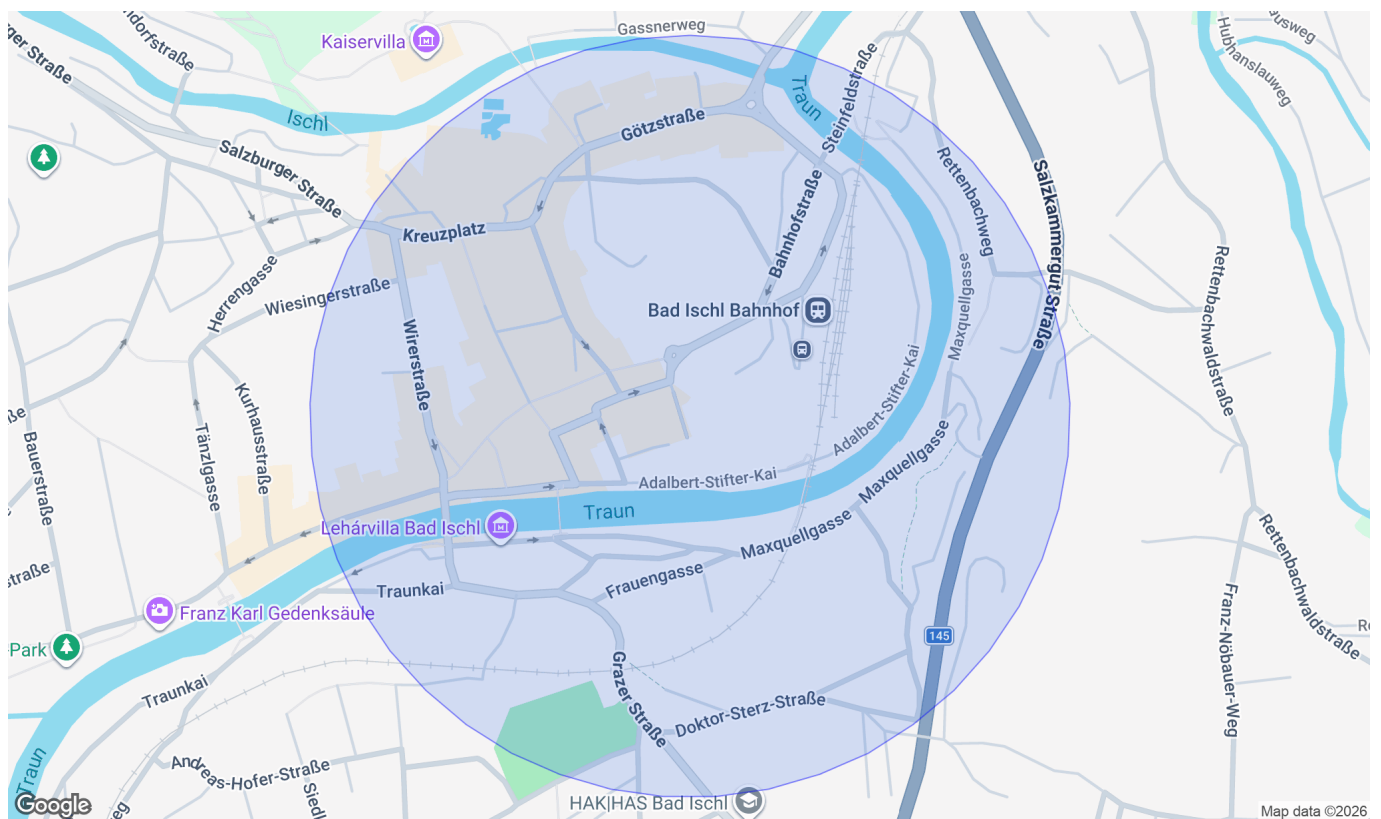 Gassnerweg
Kaiservilla
Ischl
Traun
Steinfeldstraße
Götzstraße
Salzburger Straße
Kreuzplatz
Bahnhofstraße
Rettenbachweg
Salzkammergut Straße
Hubhanslauweg
Herrengasse
Wiesingerstraße
Wirerstraße
Bad Ischl Bahnhof
Maxquellgasse
Rettenbachwaldstraße
Kurhausstraße
Tänzlgasse
Bauerstraße
Adalbert-Stifter-Kai
Adalbert-Stifter-Kai
Maxquellgasse
Traun
Lehárvilla Bad Ischl
Maxquellgasse
Frauengasse
Traunkai
Franz Karl Gedenksäule
-Park
145
Rettenbachwaldstraße
Franz-Nöbauer-Weg
Traunkai
Grazer Straße
Doktor-Sterz-Straße
Andreas-Hofer-Straße
Traun
HAK|HAS Bad Ischl
Google
Map data ©2026